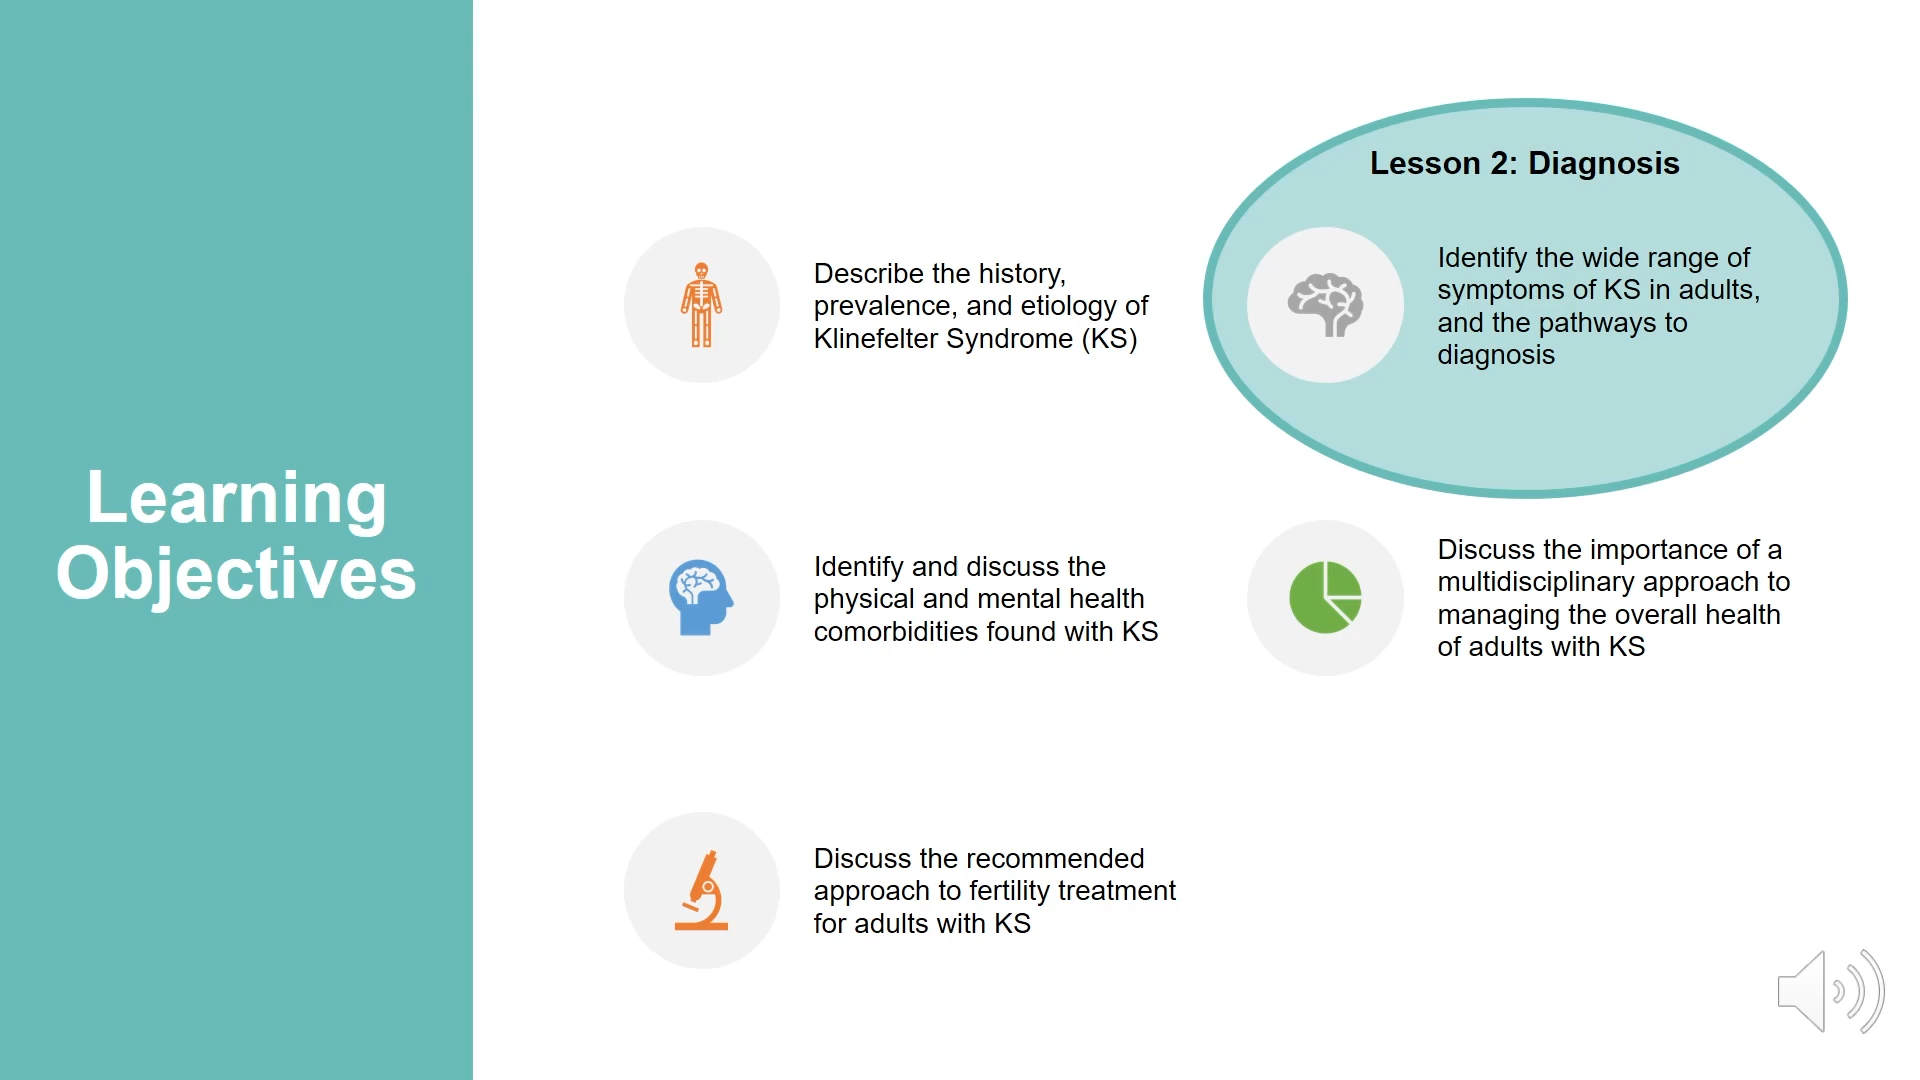 Learning
Objectives
Describe the history,
prevalence, and etiology of
Klinefelter Syndrome (KS)
Lesson 2: Diagnosis
Identify the wide range of
symptoms of KS in adults,
and the pathways to
diagnosis
Identify and discuss the
physical and mental health
comorbidities found with KS
Discuss the importance of a
multidisciplinary approach to
managing the overall health
of adults with KS
Discuss the recommended
approach to fertility treatment
for adults with KS